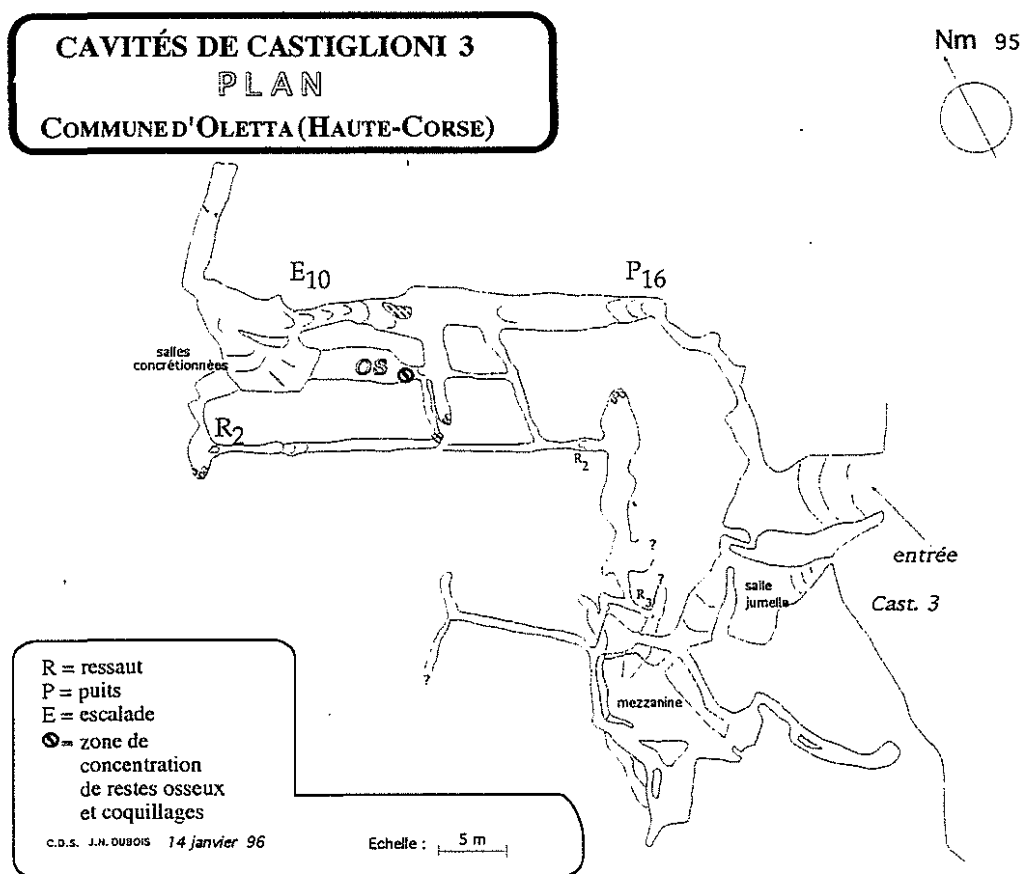 CAVITÉS DE CASTIGLIONI 3
PLAN
COMMUNE D'OLETTA (HAUTE-CORSE)
Nm 95
E10
P16
salles
concrétionnées
OS
R2
R2
?
?
R3
salle
jumelle
entrée
Cast. 3
?
mezzanine
R = ressaut
P = puits
E = escalade
= zone de
concentration
de restes osseux
et coquillages
C.D.S. J.N. DUBOIS 14 janvier 96
Echelle : 5 m